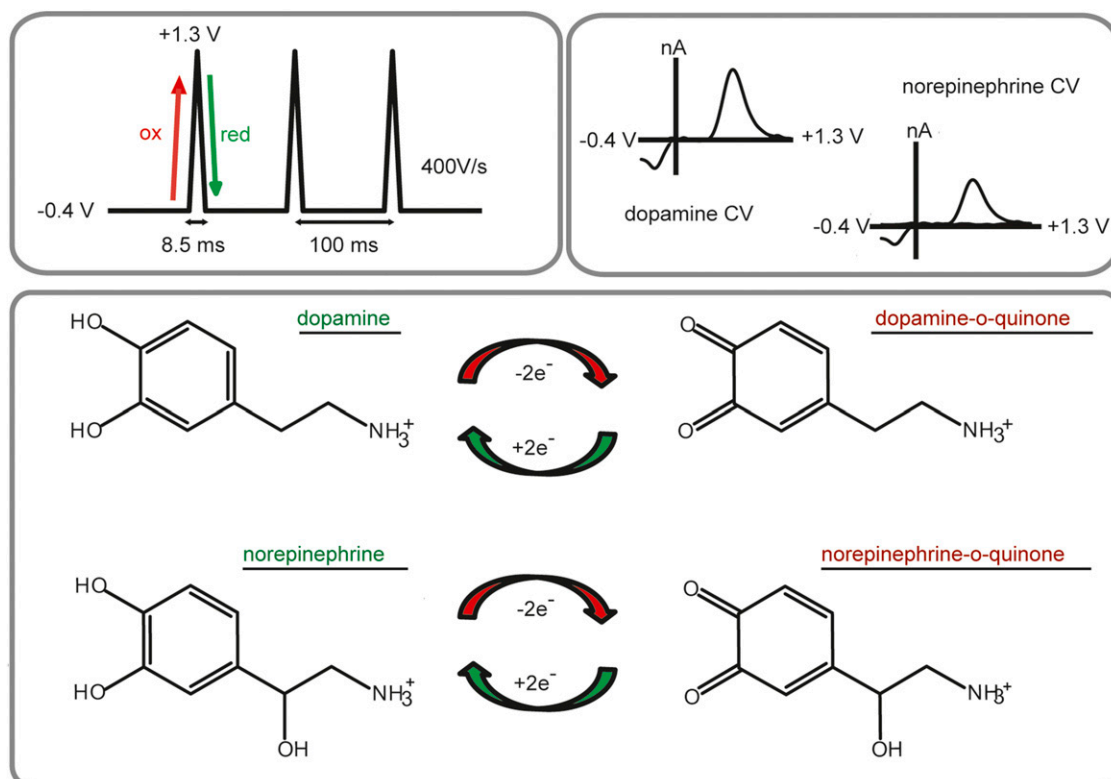 +1.3 V
ox
red
400V/s
-0.4 V
8.5 ms
100 ms
nA
norepinephrine CV
-0.4 V
+1.3 V
nA
dopamine CV
-0.4 V
+1.3 V
dopamine
dopamine-o-quinone
HO
HO
NH3+
-2e-
+2e-
O
O
NH3+
norepinephrine
norepinephrine-o-quinone
HO
HO
NH3+
OH
-2e-
+2e-
O
O
NH3+
OH